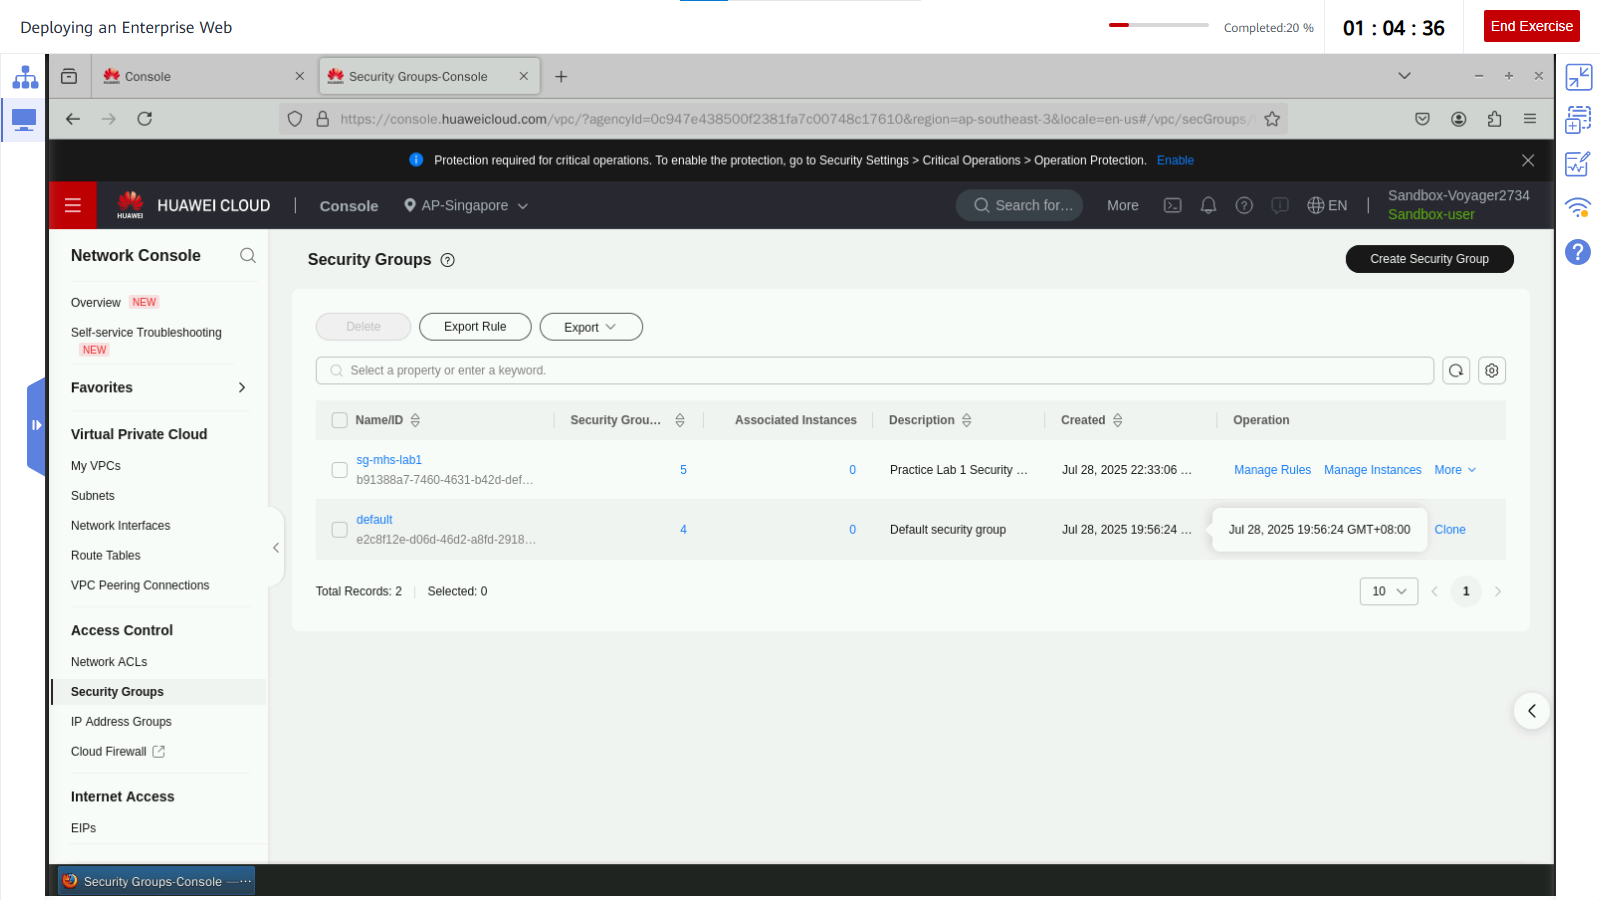 Deploying an Enterprise Web
Completed:20 %
01 : 04 : 36
End Exercise
Console
Security Groups-Console
https://console.huaweicloud.com/vpc/?agencyId=0c947e438500f2381fa7c00748c17610&region=ap-southeast-3&locale=en-us#/vpc/secGroups/
Protection required for critical operations. To enable the protection, go to Security Settings > Critical Operations > Operation Protection. Enable
HUAWEI
HUAWEI CLOUD
Console
AP-Singapore
Search for...
More
EN
Sandbox-Voyager2734
Sandbox-user
Network Console
Overview NEW
Self-service Troubleshooting
NEW
Favorites
Virtual Private Cloud
My VPCs
Subnets
Network Interfaces
Route Tables
VPC Peering Connections
Access Control
Network ACLs
Security Groups
IP Address Groups
Cloud Firewall
Internet Access
EIPs
Security Groups
Create Security Group
Delete
Export Rule
Export
Select a property or enter a keyword.
Name/ID
Security Grou...
Associated Instances
Description
Created
Operation
sg-mhs-lab1
b91388a7-7460-4631-b42d-def...
5
0
Practice Lab 1 Security ...
Jul 28, 2025 22:33:06 ...
Manage Rules
Manage Instances
More
default
e2c8f12e-d06d-46d2-a8fd-2918...
4
0
Default security group
Jul 28, 2025 19:56:24 ...
Jul 28, 2025 19:56:24 GMT+08:00
Clone
Total Records: 2
Selected: 0
10
1
Security Groups-Console —...